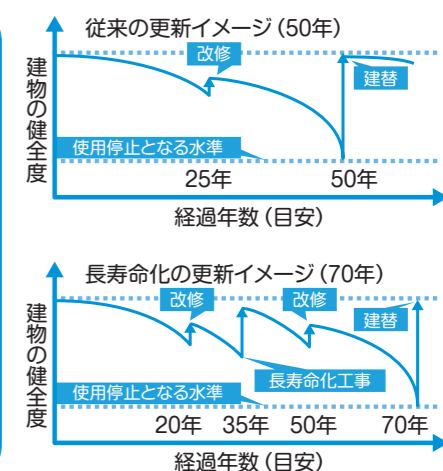 従来の更新イメージ（50年）
建物の健全度
改修
建替
使用停止となる水準
25年
50年
経過年数（目安）
長寿命化の更新イメージ（70年）
建物の健全度
改修
改修
建替
長寿命化工事
使用停止となる水準
20年
35年
50年
70年
経過年数（目安）